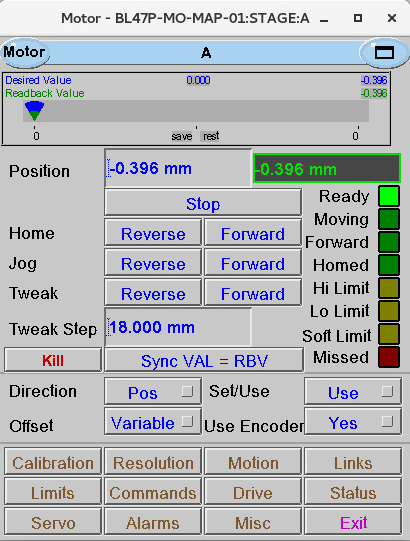 Motor - BL47P-MO-MAP-01:STAGE:A
Motor A
Desired Value 0.000 -0.396
Readback Value -0.396
0 save rest 0
Position -0.396 mm -0.396 mm
Stop Ready
Moving
Home Reverse Forward Forward
Jog Reverse Forward Homed
Tweak Reverse Forward Hi Limit
Lo Limit
Tweak Step 18.000 mm Soft Limit
Kill Sync VAL = RBV Missed
Direction Pos Set/Use Use
Offset Variable Use Encoder Yes
Calibration Resolution Motion Links
Limits Commands Drive Status
Servo Alarms Misc Exit